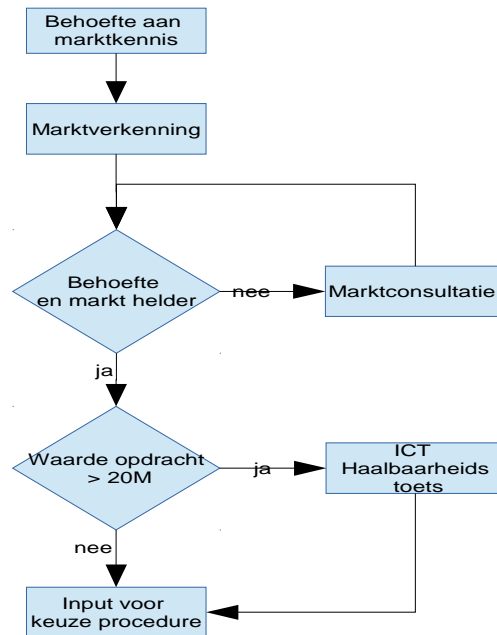 Behoefte aan
marktkennis
Marktverkenning
Behoefte
en markt helder
nee
Marktconsultatie
ja
Waarde opdracht
> 20M
ja
ICT
Haalbaarheids
toets
nee
Input voor
keuze procedure